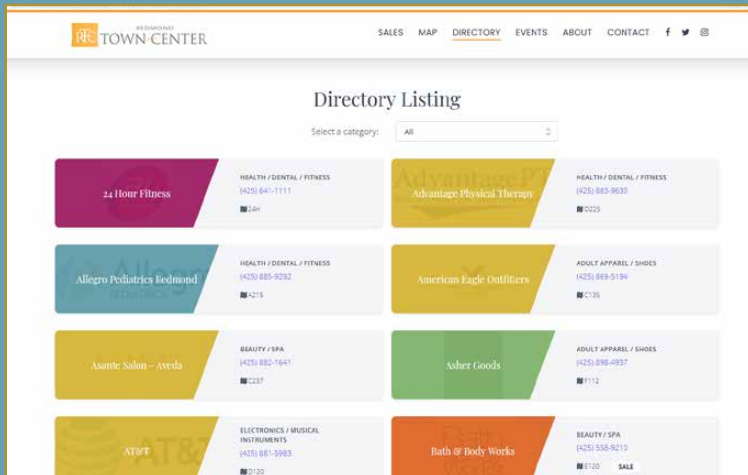 REDMOND
TOWN CENTER
SALES MAP DIRECTORY EVENTS ABOUT CONTACT
Directory Listing
Select a category: All
24 Hour Fitness
HEALTH / DENTAL / FITNESS
(425) 641-1111
24H
Advantage Physical Therapy
HEALTH / DENTAL / FITNESS
(425) 883-9630
D225
Allegro Pediatrics Redmond
HEALTH / DENTAL / FITNESS
(425) 885-9292
A215
American Eagle Outfitters
ADULT APPAREL / SHOES
(425) 869-5194
C135
Asante Salon – Aveda
BEAUTY / SPA
(425) 882-1641
C237
Asher Goods
ADULT APPAREL / SHOES
(425) 898-4937
F112
AT&T
ELECTRONICS / MUSICAL
INSTRUMENTS
(425) 881-5983
D120
Bath & Body Works
BEAUTY / SPA
(425) 558-9213
E120 SALE